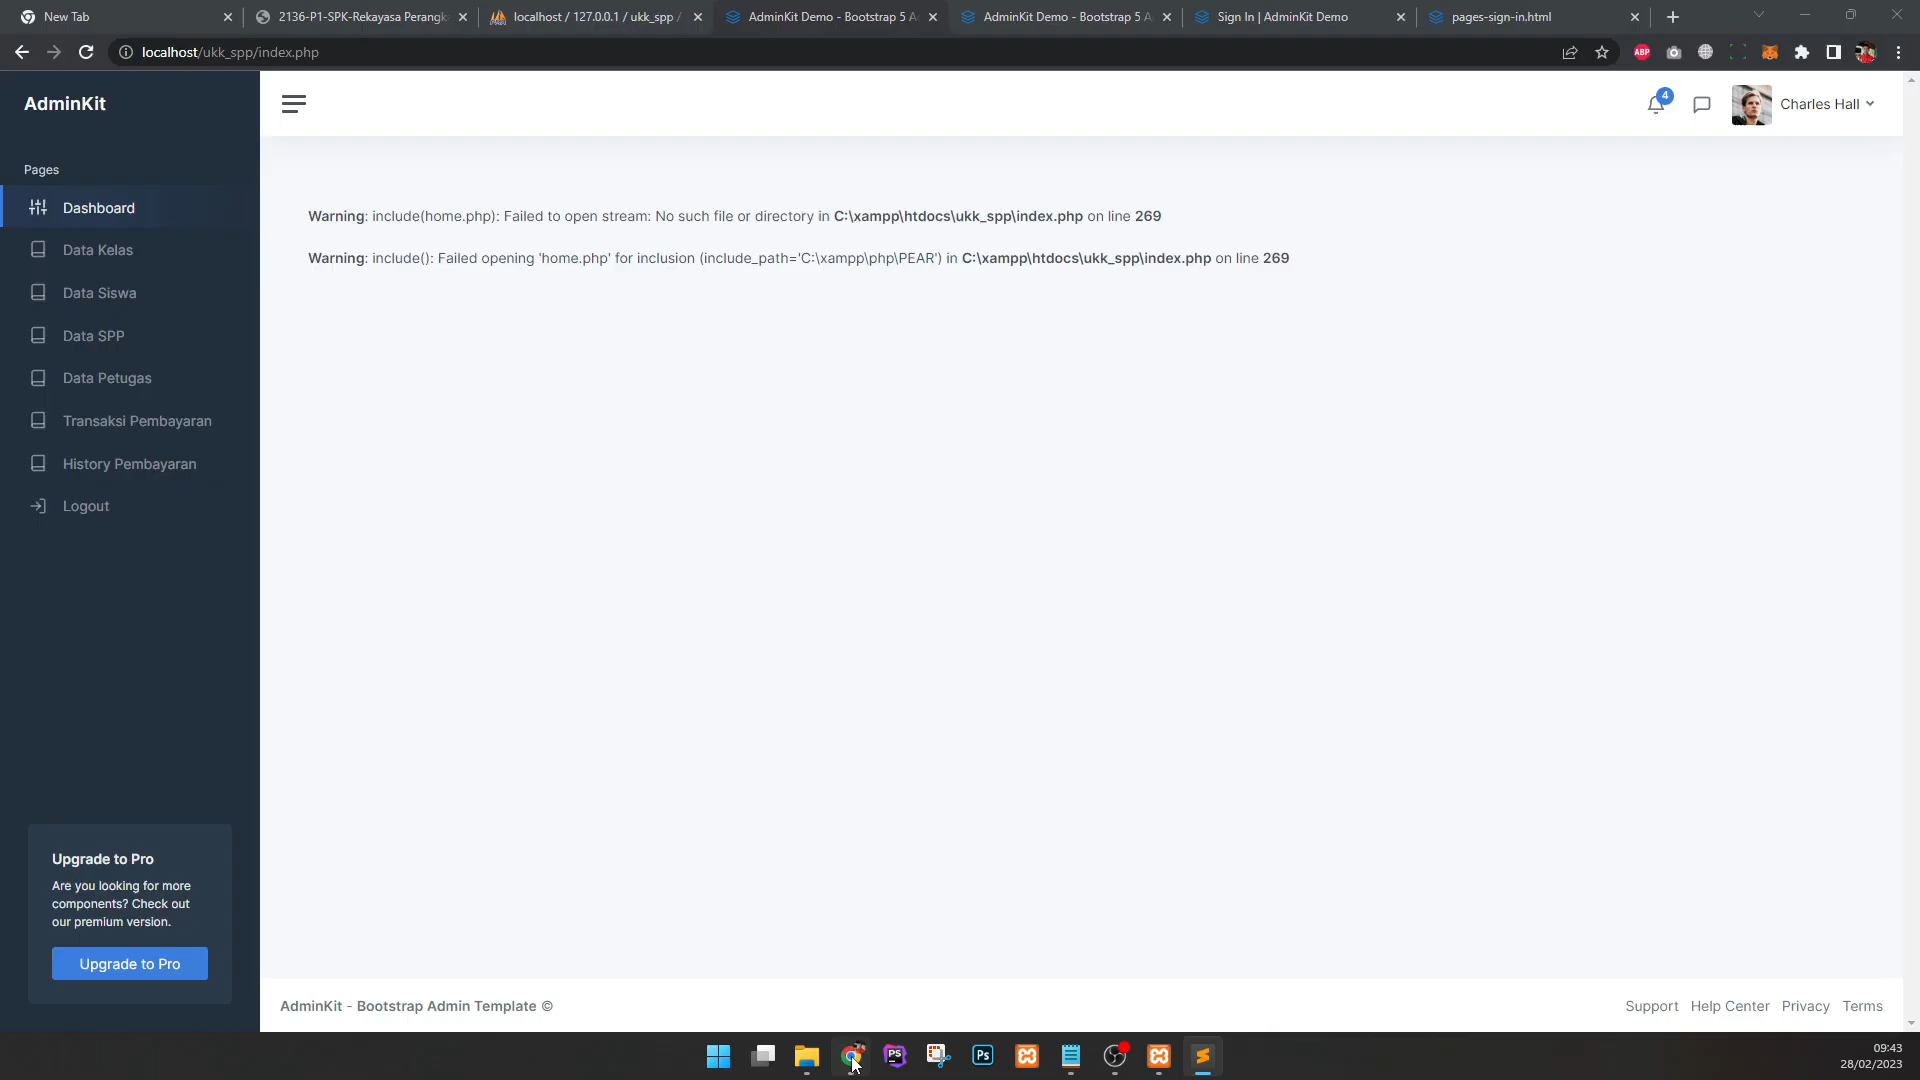 New Tab
2136-P1-SPK-Rekayasa Perangk
localhost / 127.0.0.1 / ukk_spp /
AdminKit Demo - Bootstrap 5 A
AdminKit Demo - Bootstrap 5 A
Sign In | AdminKit Demo
pages-sign-in.html
localhost/ukk_spp/index.php
ABP
AdminKit
4
Charles Hall
Pages
Dashboard
Data Kelas
Data Siswa
Data SPP
Data Petugas
Transaksi Pembayaran
History Pembayaran
Logout
Warning: include(home.php): Failed to open stream: No such file or directory in C:\xampp\htdocs\ukk_spp\index.php on line 269
Warning: include(): Failed opening 'home.php' for inclusion (include_path='C:\xampp\php\PEAR') in C:\xampp\htdocs\ukk_spp\index.php on line 269
Upgrade to Pro
Are you looking for more
components? Check out
our premium version.
Upgrade to Pro
AdminKit - Bootstrap Admin Template ©
Support Help Center Privacy Terms
PS
Ps
09:43
28/02/2023